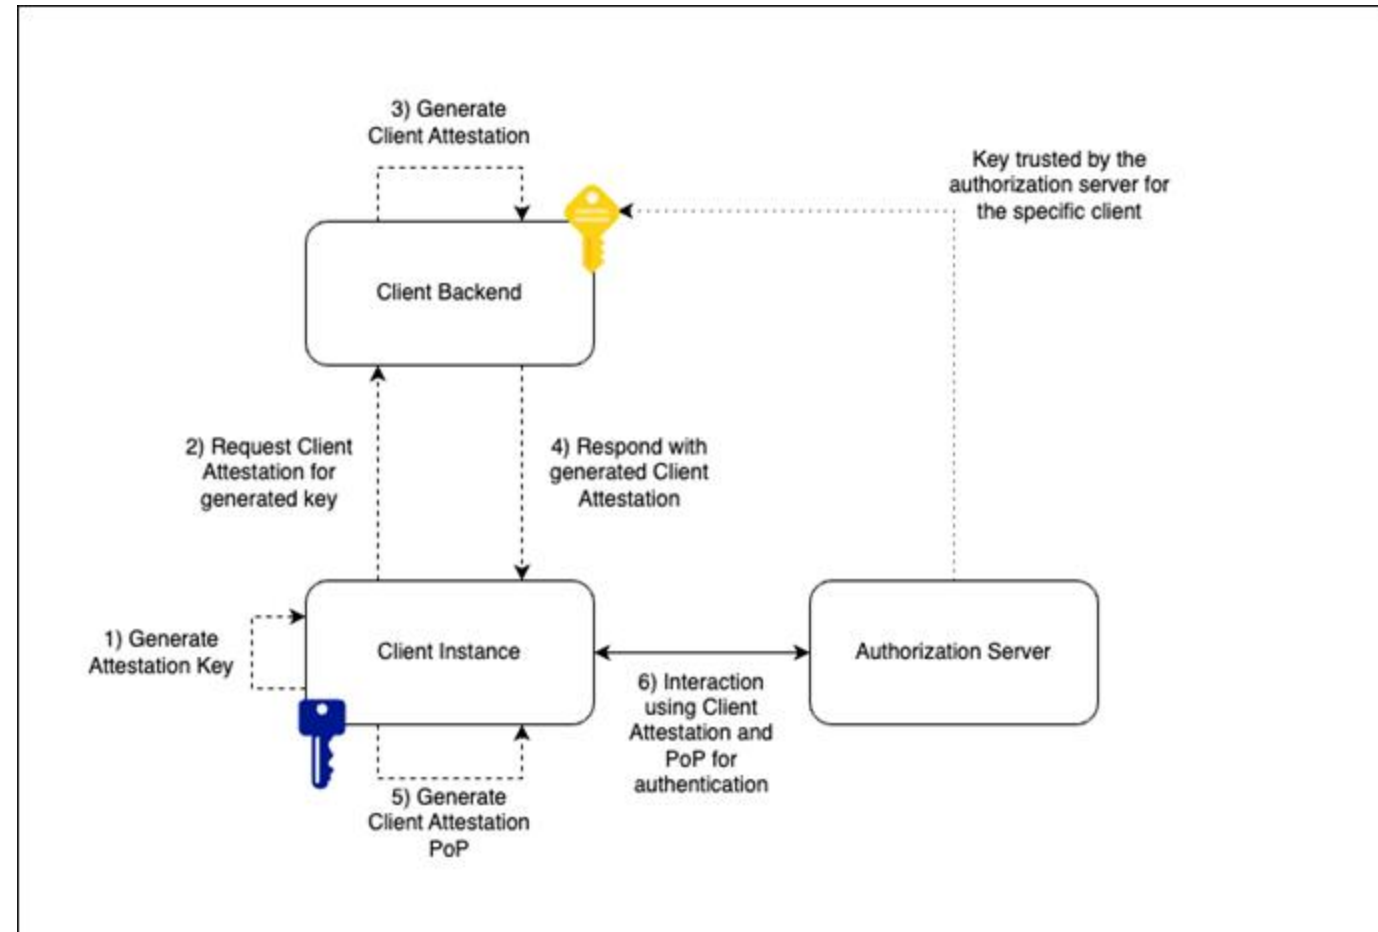 3) Generate
Client Attestation
Key trusted by the
authorization server for
the specific client
Client Backend
2) Request Client
Attestation for
generated key
4) Respond with
generated Client
Attestation
1) Generate
Attestation Key
Client Instance
Authorization Server
6) Interaction
using Client
Attestation and
PoP for
authentication
5) Generate
Client Attestation
PoP